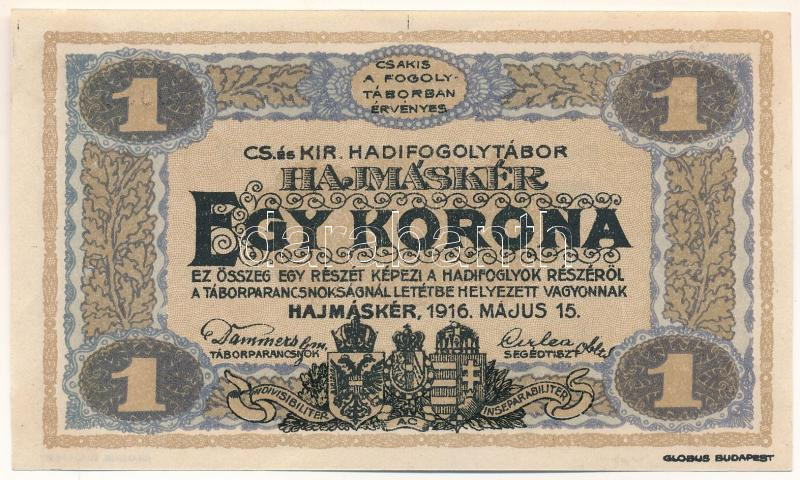 1
CSAKIS
A FOGOLY-
TÁBORBAN
ÉRVÉNYES
1
CS. és KIR. HADIFOGOLYTÁBOR
HAJMÁSKÉR
EGY KORONA
darabanth
EZ ÖSSZEG EGY RÉSZÉT KÉPEZI A HADIFOGLYOK RÉSZÉRŐL
A TÁBORPARANCSNOKSÁGNÁL LETÉTBE HELYEZETT VAGYONNAK
HAJMÁSKÉR, 1916. MÁJUS 15.
TÁBORPARANCSNOK
SEGÉDTISZT
1
INDIVISIBILITER
AC
INSEPARABILITER
1
GLOBUS BUDAPEST